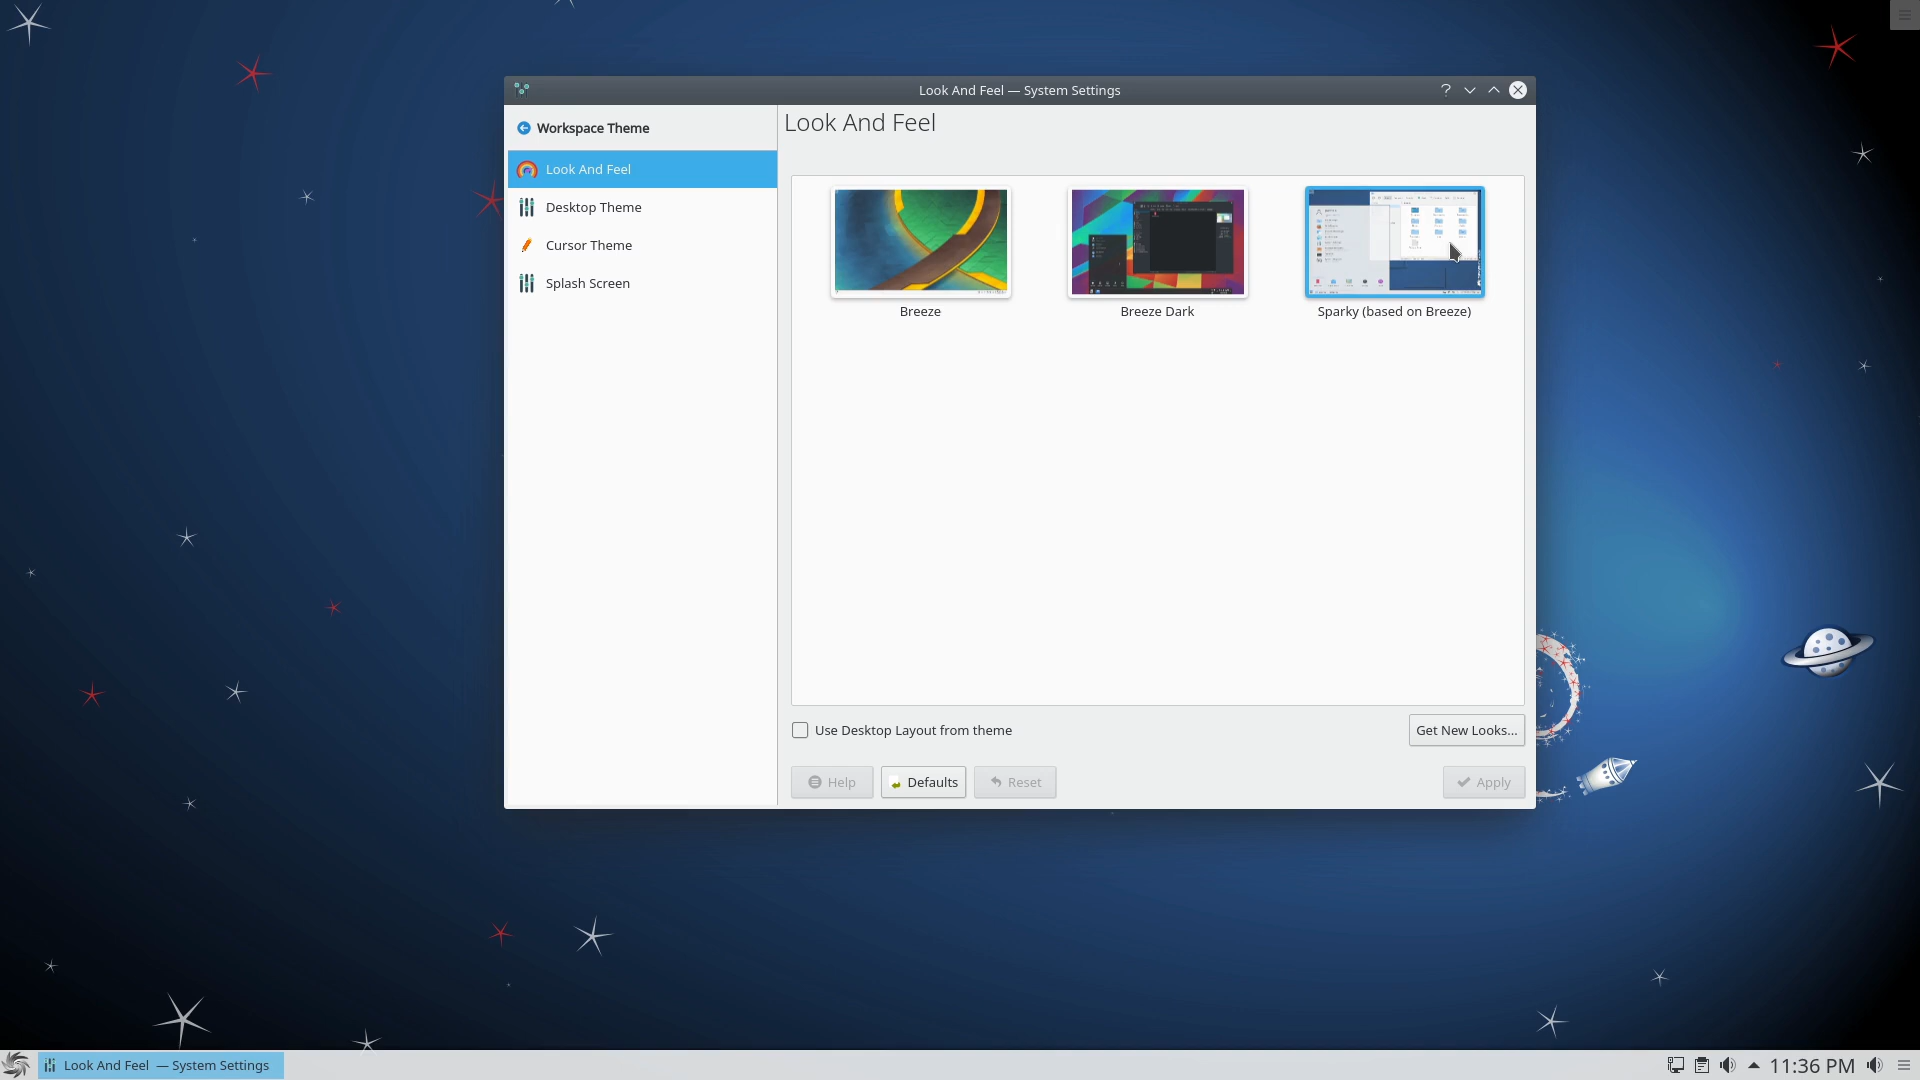 Look And Feel — System Settings
Workspace Theme
Look And Feel
Desktop Theme
Cursor Theme
Splash Screen
Look And Feel
Breeze
Breeze Dark
Sparky (based on Breeze)
Use Desktop Layout from theme
Get New Looks...
Help
Defaults
Reset
Apply
Look And Feel — System Settings
11:36 PM